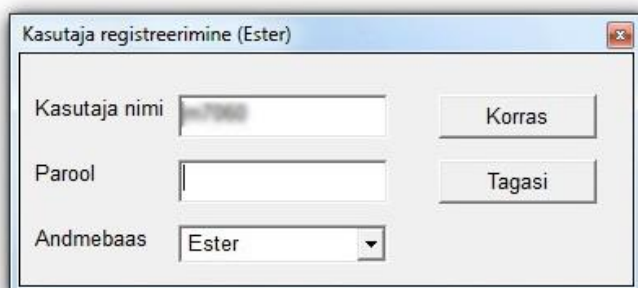 Kasutaja registreerimine (Ester)
Kasutaja nimi
Korras
Parool
Tagasi
Andmebaas
Ester